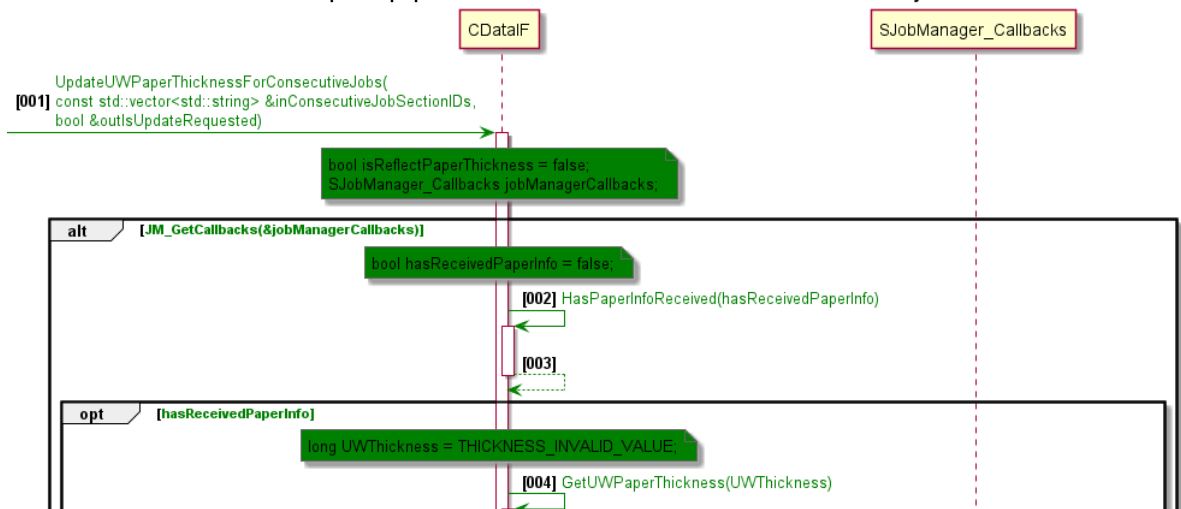 CDataIF
SJobManager_Callbacks
UpdateUWPaperThicknessForConsecutiveJobs(
[001] const std::vector<std::string> &inConsecutiveJobSectionIDs,
bool &outIsUpdateRequested)
bool isReflectPaperThickness = false;
SJobManager_Callbacks jobManagerCallbacks;
alt [JM_GetCallbacks(&jobManagerCallbacks)]
bool hasReceivedPaperInfo = false;
[002] HasPaperInfoReceived(hasReceivedPaperInfo)
[003]
opt [hasReceivedPaperInfo]
long UWThickness = THICKNESS_INVALID_VALUE;
[004] GetUWPaperThickness(UWThickness)